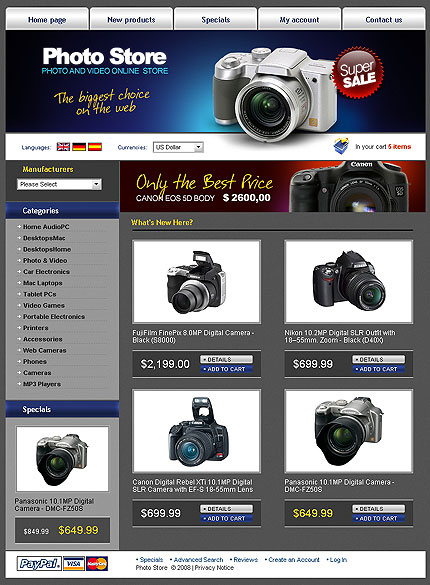 Home page
New products
Specials
My account
Contact us
Photo Store
PHOTO AND VIDEO ONLINE STORE
The biggest choice
on the web
Super
SALE
Languages:
Currencies:
US Dollar
In your cart 5 items
Manufacturers
Please Select
Only the Best Price
CANON EOS 5D BODY $ 2600,00
Canon
Categories
Home AudioPC
DesktopsMac
DesktopsHome
Photo & Video
Car Electronics
Mac Laptops
Tablet PCs
Video Games
Portable Electronics
Printers
Accessories
Web Cameras
Phones
Cameras
MP3 Players
Specials
Panasonic 10.1MP Digital
Camera - DMC-FZ50S
$849.99 $649.99
What's New Here?
FujiFilm FinePix 8.0MP Digital Camera -
Black (S8000)
$2,199.00
DETAILS
ADD TO CART
Nikon 10.2MP Digital SLR Outfit with
18–55mm. Zoom - Black (D40X)
$699.99
DETAILS
ADD TO CART
Canon Digital Rebel XTi 10.1MP Digital
SLR Camera with EF-S 18-55mm Lens
$699.99
DETAILS
ADD TO CART
Panasonic 10.1MP Digital Camera -
DMC-FZ50S
$649.99
DETAILS
ADD TO CART
PayPal
VISA
MasterCard
Specials
Advanced Search
Reviews
Create an Account
Log In
Photo Store © 2008 | Privacy Notice